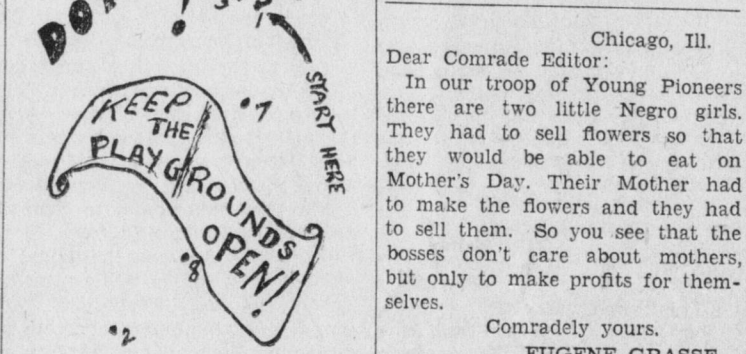 START HERE
KEEP
THE
PLAYGROUNDS
OPEN!
7
8
2
Chicago, Ill.
Dear Comrade Editor:
In our troop of Young Pioneers
there are two little Negro girls.
They had to sell flowers so that
they would be able to eat on
Mother's Day. Their Mother had
to make the flowers and they had
to sell them. So you see that the
bosses don't care about mothers,
but only to make profits for them-
selves.
Comradely yours.
EUGENE GRASSE